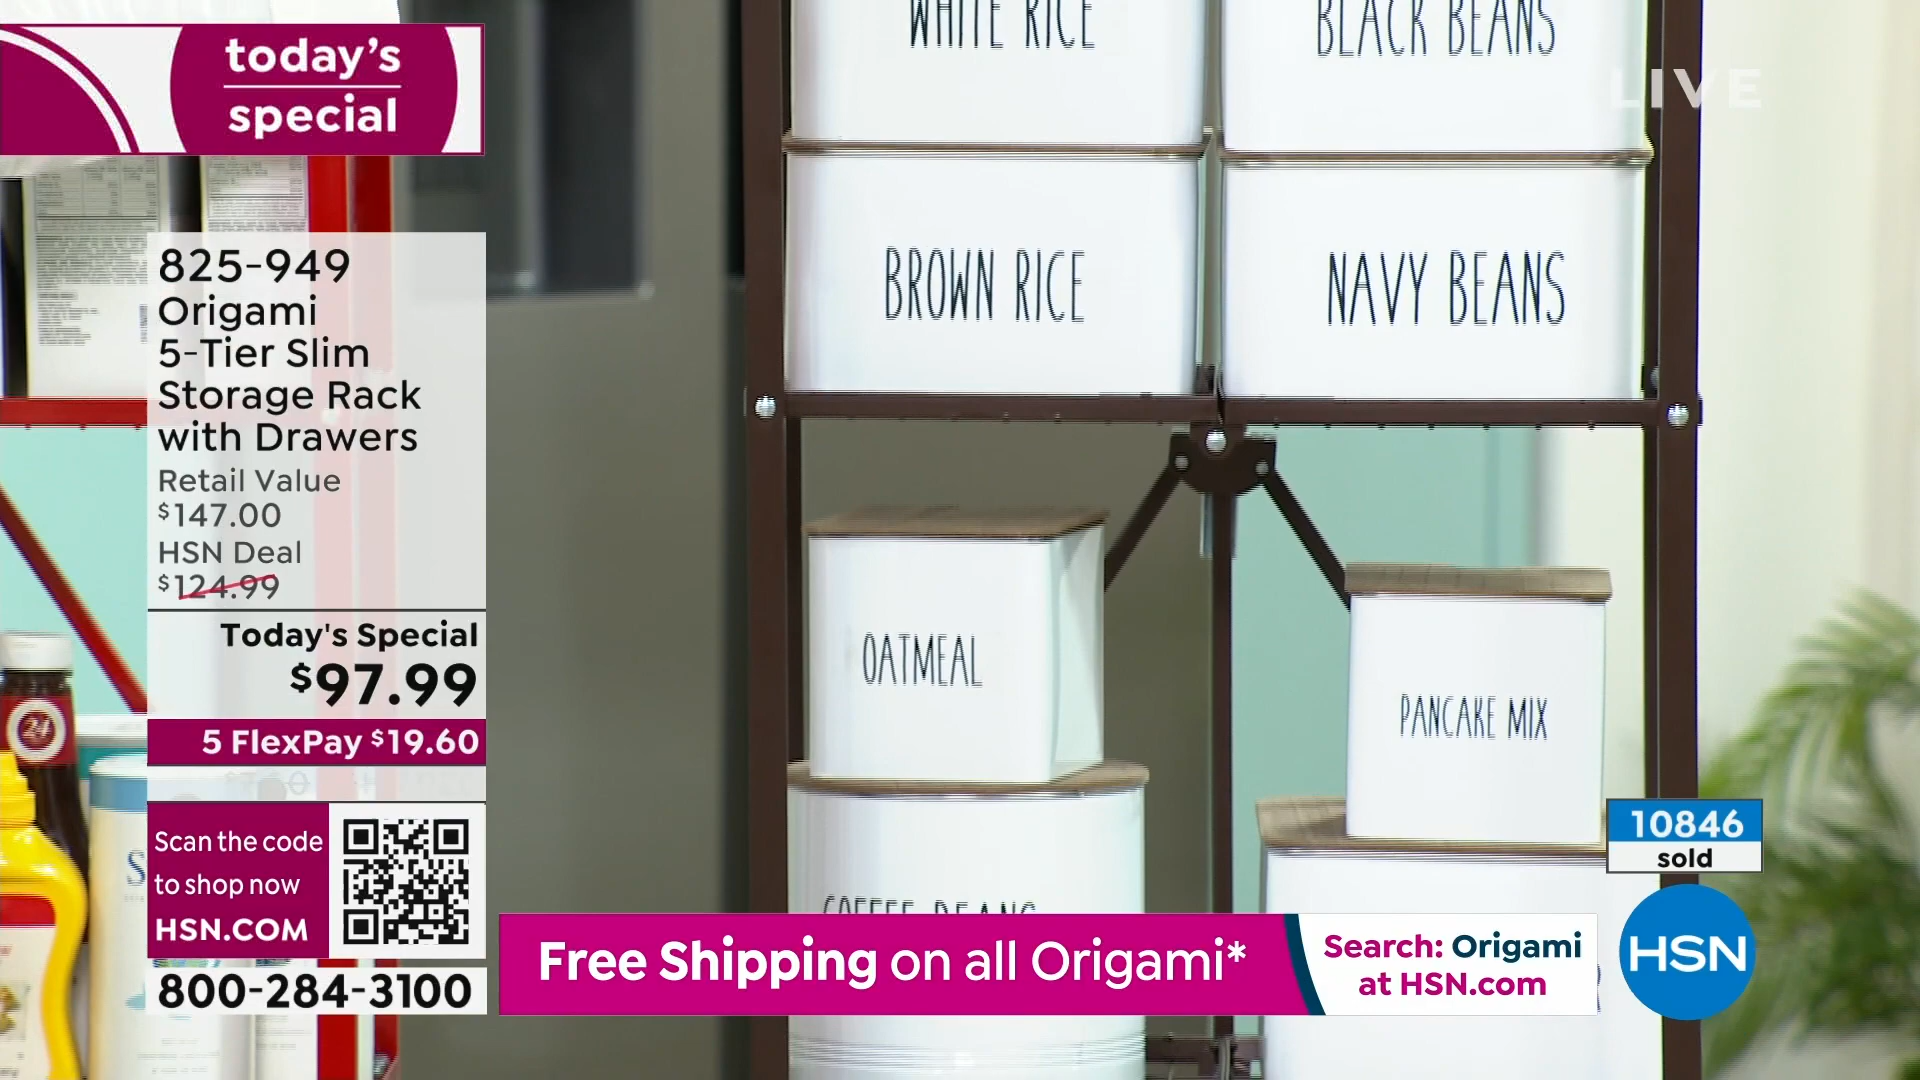 today's
special
WHITE RICE
BLACK BEANS
LIVE
825-949
Origami
5-Tier Slim
Storage Rack
with Drawers
Retail Value
$147.00
HSN Deal
$124.99
Today's Special
$97.99
5 FlexPay $19.60
Scan the code
to shop now
HSN.COM
800-284-3100
BROWN RICE
NAVY BEANS
OATMEAL
PANCAKE MIX
COFFEE BEANS
24
10846
sold
Free Shipping on all Origami*
Search: Origami
at HSN.com
HSN